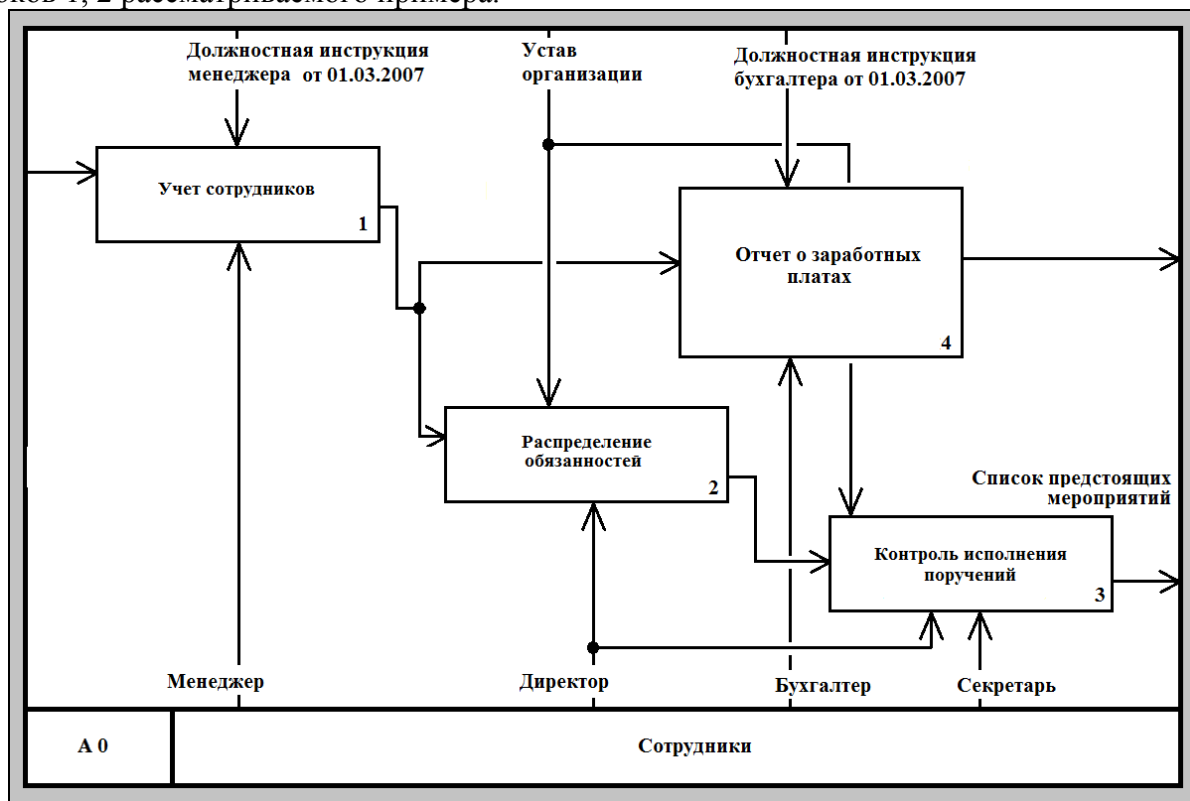 оков 1, 2 рассматриваемого примера.
Должностная инструкция
менеджера от 01.03.2007
Устав
организации
Должностная инструкция
бухгалтера от 01.03.2007
Учет сотрудников
1
Отчет о заработных
платах
4
Распределение
обязанностей
2
Список предстоящих
мероприятий
Контроль исполнения
поручений
3
Менеджер
Директор
Бухгалтер
Секретарь
А 0
Сотрудники